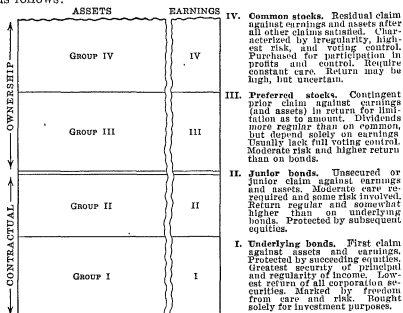 ASSETS EARNINGS
OWNERSHIP
CONTRACTUAL
GROUP IV IV
GROUP III III
GROUP II II
GROUP I I
IV. Common stocks. Residual claim
against earnings and assets after
all other claims satisfied. Char-
acterized by irregularity, high-
est risk, and voting control.
Purchased for participation in
profits and control. Require
constant care. Return may be
high, but uncertain.
III. Preferred stocks. Contingent
prior claim against earnings
(and assets) in return for limi-
tation as to amount. Dividends
more regular than on common,
but depend solely on earnings
Usually lack full voting control.
Moderate risk and higher return
than on bonds.
II. Junior bonds. Unsecured or
junior claim against earnings
and assets. Moderate care re-
required and some risk involved.
Return regular and somewhat
higher than on underlying
bonds. Protected by subsequent
equities.
I. Underlying bonds. First claim
against assets and earnings.
Protected by succeeding equities.
Greatest security of principal
and regularity of income. Low-
est return of all corporation se-
curities. Marked by freedom
from care and risk. Bought
solely for investment purposes.